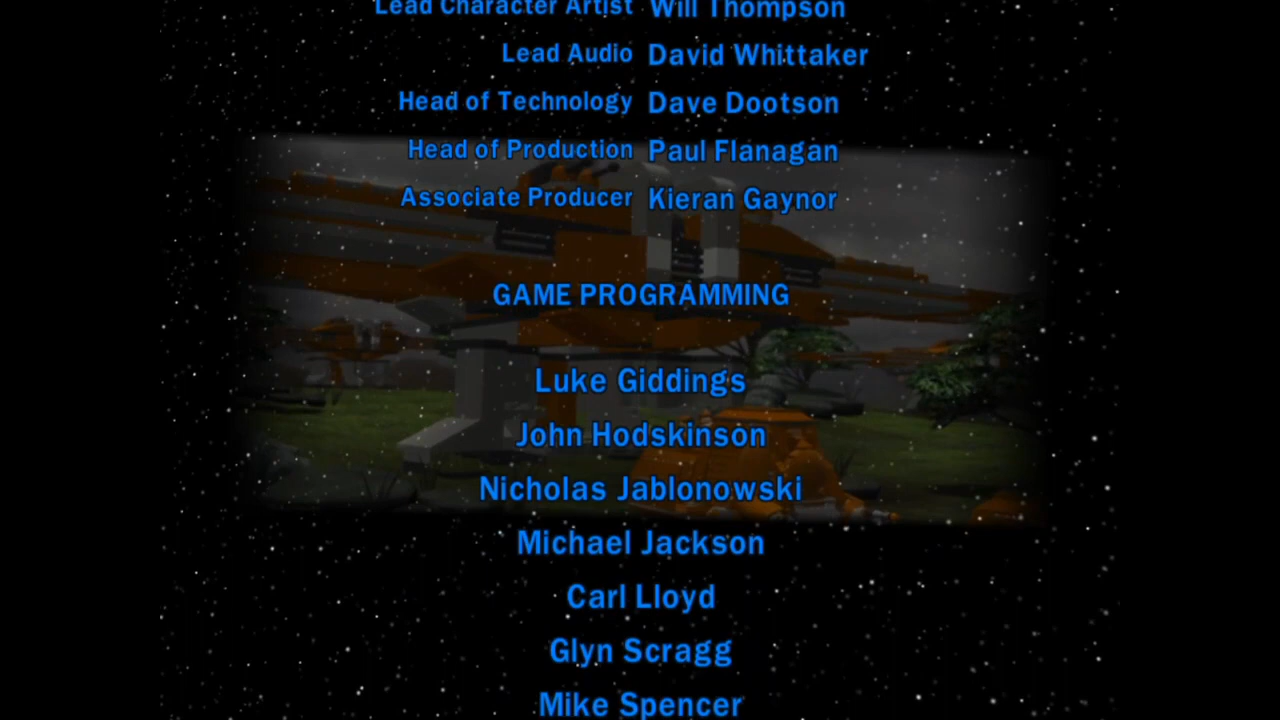 Lead Character Artist Will Thompson
Lead Audio David Whittaker
Head of Technology Dave Dootson
Head of Production Paul Flanagan
Associate Producer Kieran Gaynor
GAME PROGRAMMING
Luke Giddings
John Hodskinson
Nicholas Jablonowski
Michael Jackson
Carl Lloyd
Glyn Scragg
Mike Spencer